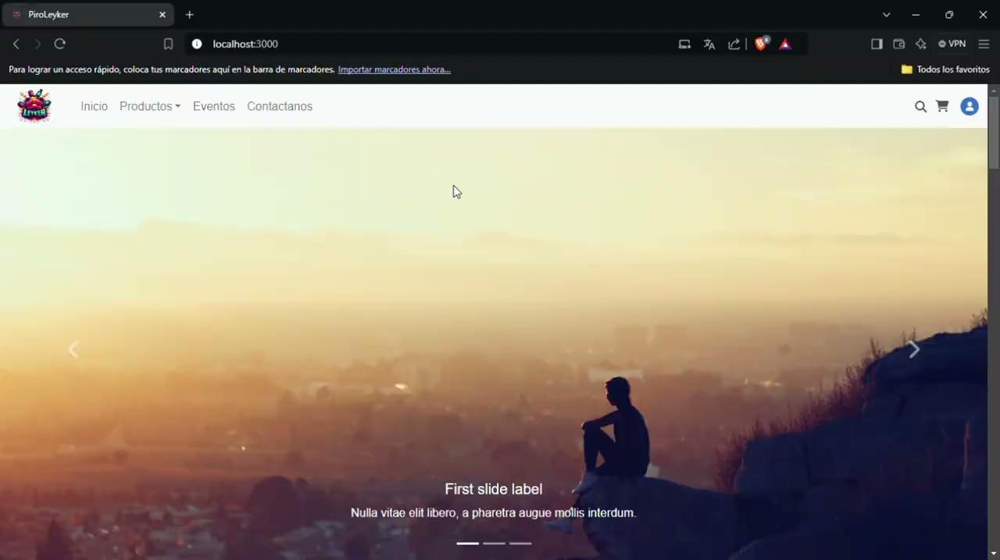 PiroLeyker
localhost:3000
VPN
Para lograr un acceso rápido, coloca tus marcadores aquí en la barra de marcadores. Importar marcadores ahora...
Todos los favoritos
LEYKER
Inicio Productos Eventos Contactanos
First slide label
Nulla vitae elit libero, a pharetra augue mollis interdum.